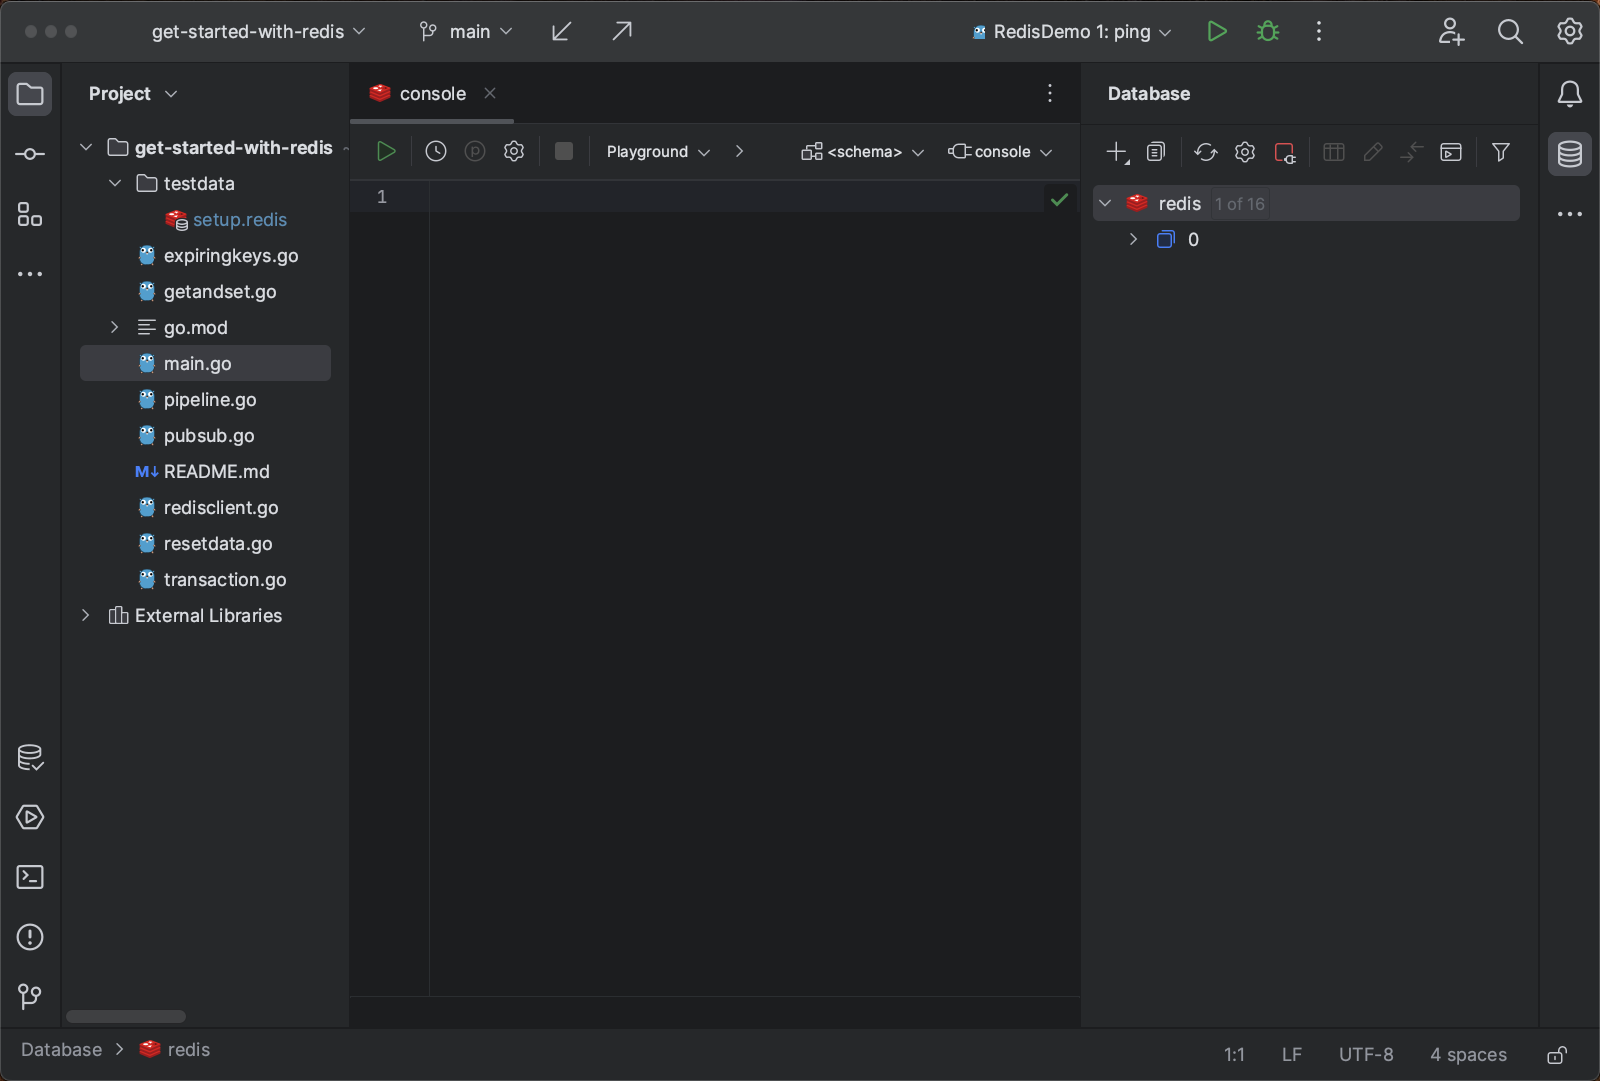 get-started-with-redis
main
RedisDemo 1: ping
Project
console
Database
Playground
<schema>
console
1
get-started-with-redis
testdata
setup.redis
expiringkeys.go
getandset.go
go.mod
main.go
pipeline.go
pubsub.go
M↓ README.md
redisclient.go
resetdata.go
transaction.go
External Libraries
redis 1 of 16
0
Database > redis
1:1 LF UTF-8 4 spaces